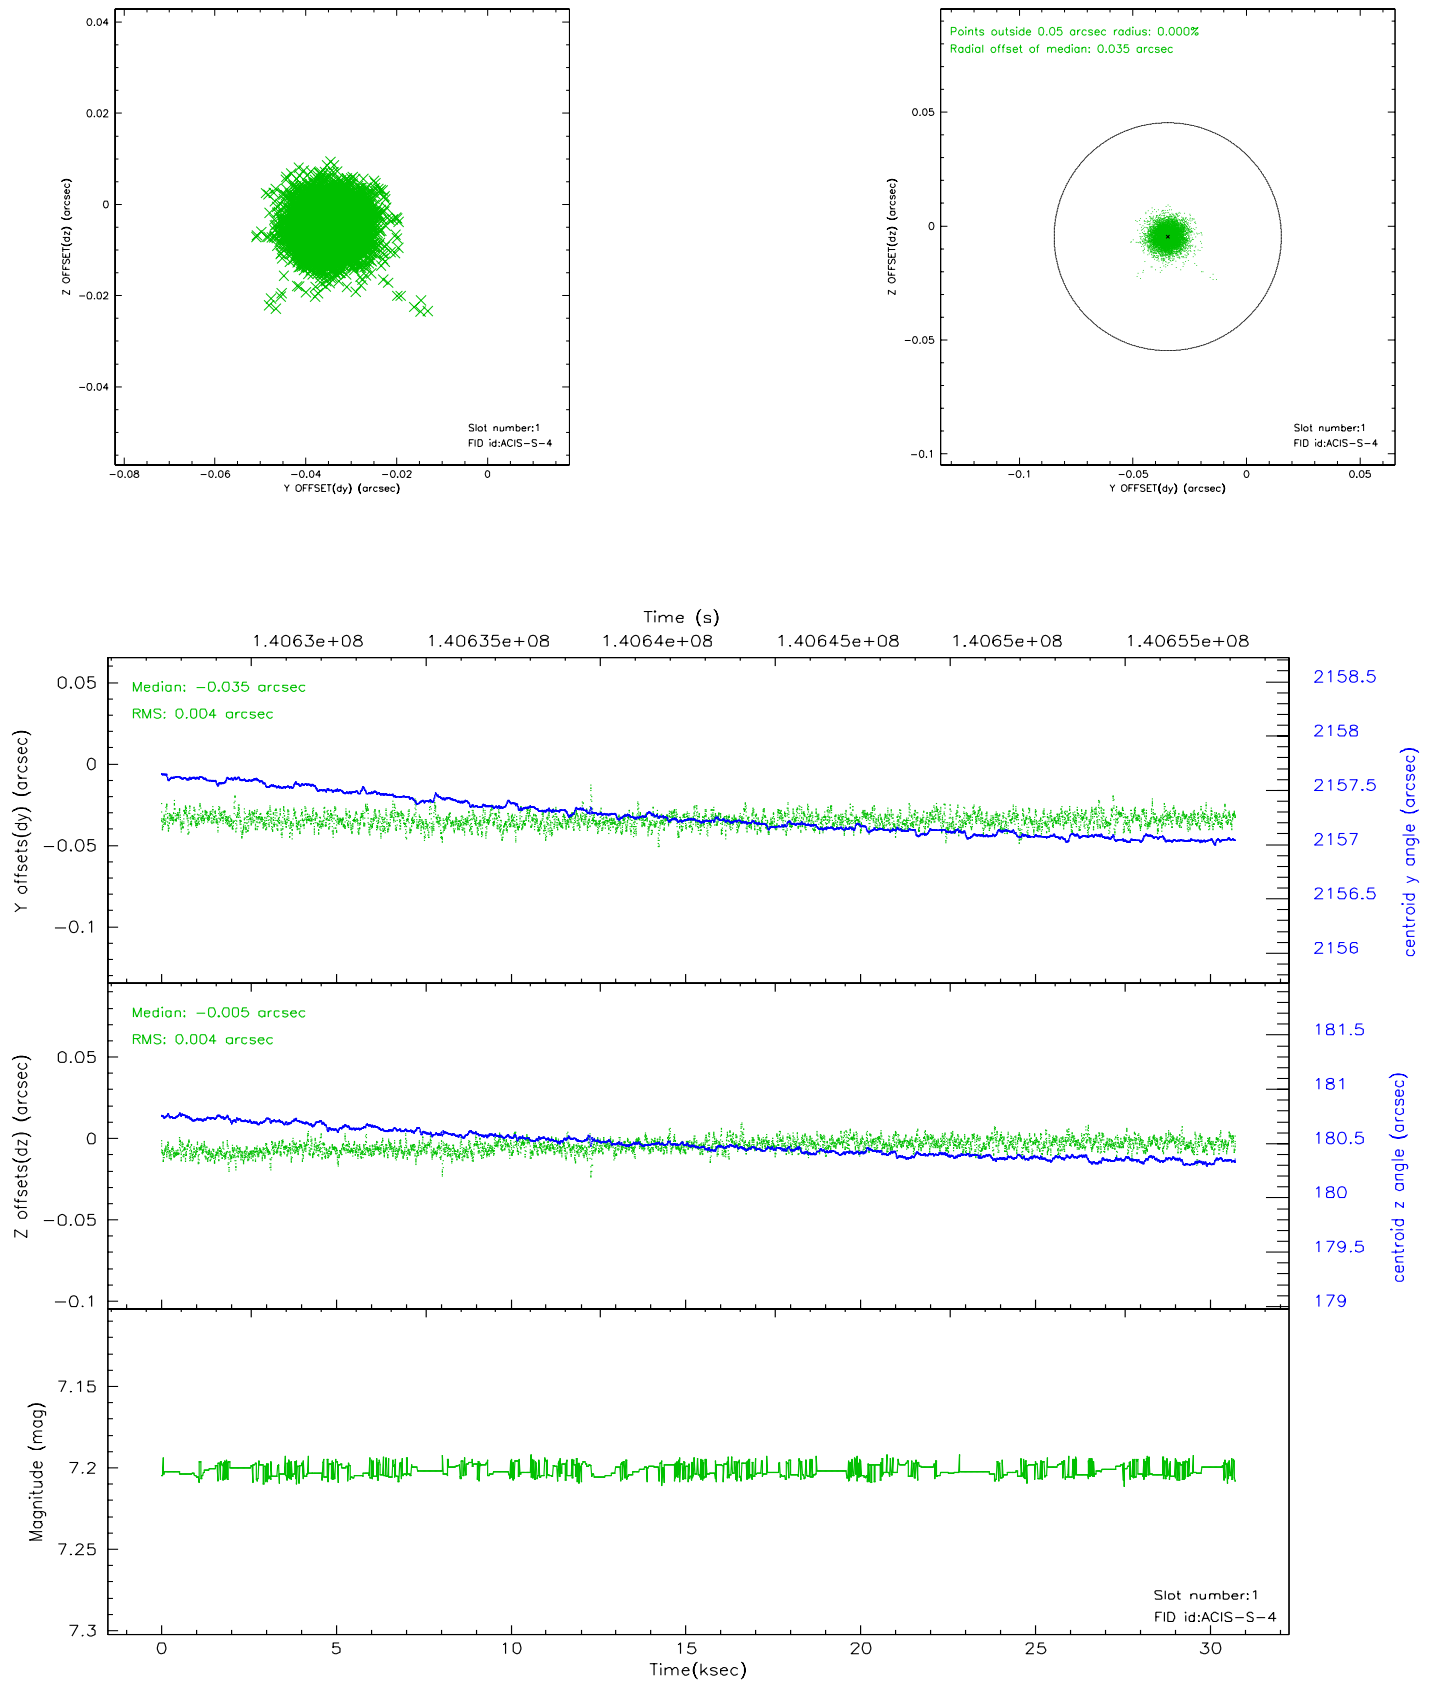 0.04
0.02
0
−0.02
−0.04
Z OFFSET(dz) (arcsec)
Slot number:1
FID id:ACIS−S−4
−0.08
−0.06
−0.04
−0.02
0
Y OFFSET(dy) (arcsec)
Points outside 0.05 arcsec radius: 0.000%
Radial offset of median: 0.035 arcsec
0.05
0
−0.05
−0.1
Z OFFSET(dz) (arcsec)
Slot number:1
FID id:ACIS−S−4
−0.1
−0.05
0
0.05
Y OFFSET(dy) (arcsec)
Time (s)
1.4063e+08
1.40635e+08
1.4064e+08
1.40645e+08
1.4065e+08
1.40655e+08
Median: −0.035 arcsec
RMS: 0.004 arcsec
0.05
0
−0.05
−0.1
Y offsets(dy) (arcsec)
2158.5
2158
2157.5
2157
2156.5
2156
centroid y angle (arcsec)
Median: −0.005 arcsec
RMS: 0.004 arcsec
0.05
0
−0.05
−0.1
Z offsets(dz) (arcsec)
181.5
181
180.5
180
179.5
179
centroid z angle (arcsec)
7.15
7.2
7.25
7.3
Magnitude (mag)
Slot number:1
FID id:ACIS−S−4
0
5
10
15
20
25
30
Time(ksec)